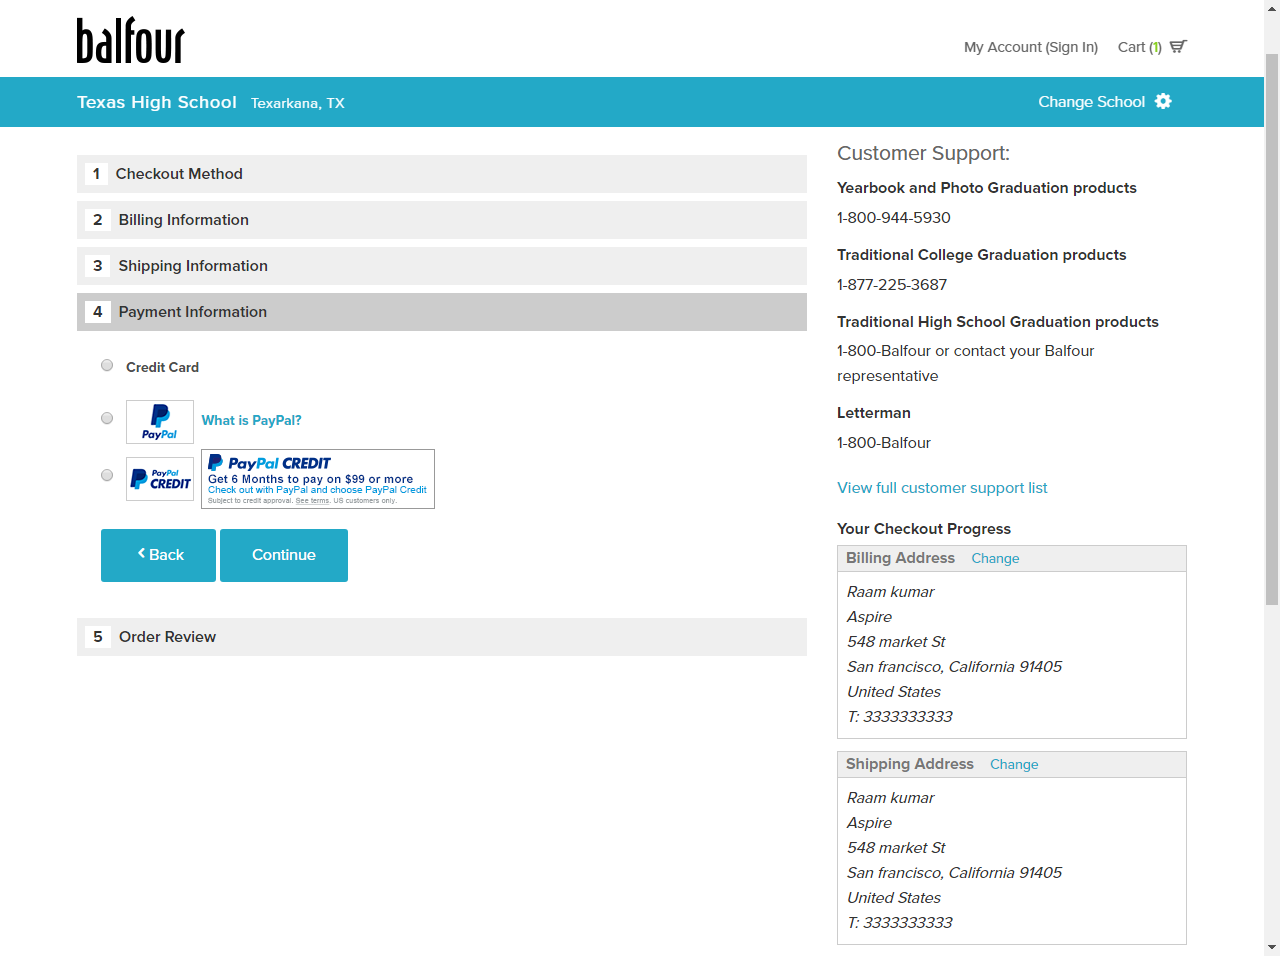 balfour
My Account (Sign In) Cart (1)
Texas High School Texarkana, TX Change School
1 Checkout Method
2 Billing Information
3 Shipping Information
4 Payment Information
Credit Card
PayPal What is PayPal?
PayPal CREDIT
PayPal CREDIT
Get 6 Months to pay on $99 or more
Check out with PayPal and choose PayPal Credit
Subject to credit approval. See terms. US customers only.
Back Continue
5 Order Review
Customer Support:
Yearbook and Photo Graduation products
1-800-944-5930
Traditional College Graduation products
1-877-225-3687
Traditional High School Graduation products
1-800-Balfour or contact your Balfour
representative
Letterman
1-800-Balfour
View full customer support list
Your Checkout Progress
Billing Address Change
Raam kumar
Aspire
548 market St
San francisco, California 91405
United States
T: 3333333333
Shipping Address Change
Raam kumar
Aspire
548 market St
San francisco, California 91405
United States
T: 3333333333